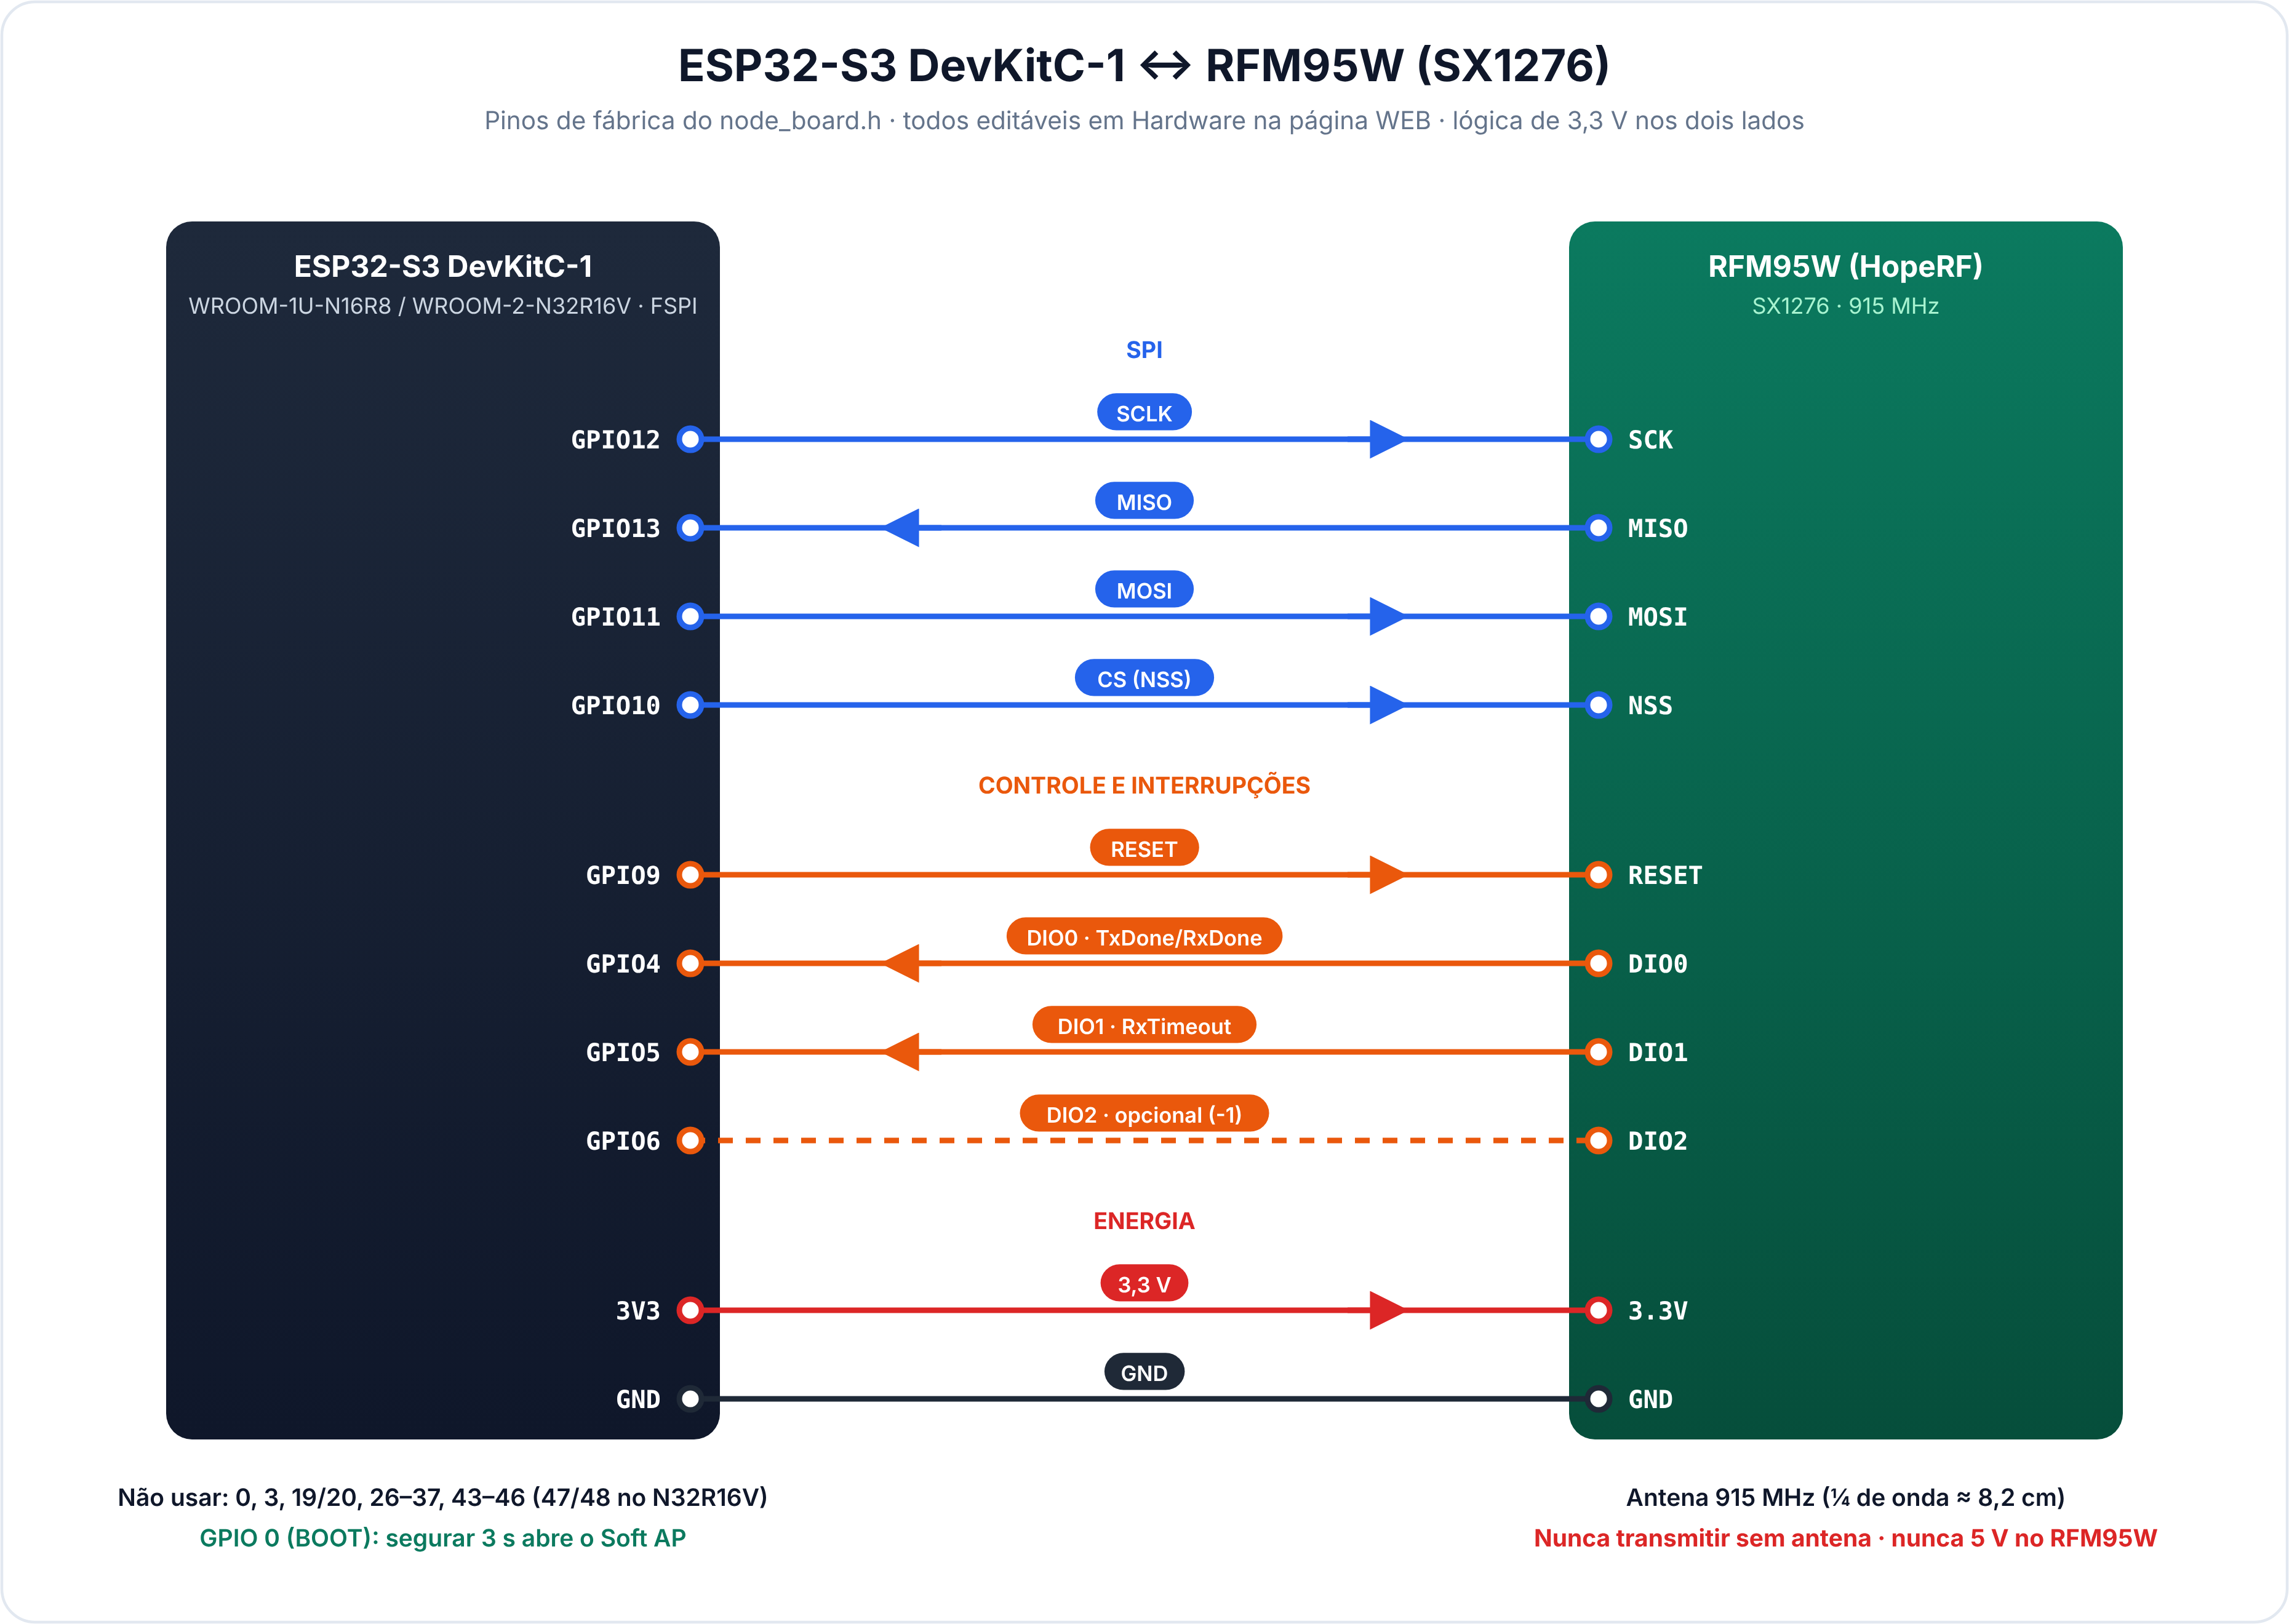 ESP32-S3 DevKitC-1 ↔ RFM95W (SX1276)
Pinos de fábrica do node_board.h · todos editáveis em Hardware na página WEB · lógica de 3,3 V nos dois lados
ESP32-S3 DevKitC-1
WROOM-1U-N16R8 / WROOM-2-N32R16V · FSPI
RFM95W (HopeRF)
SX1276 · 915 MHz
SPI
SCLK
GPIO12
SCK
MISO
GPIO13
MISO
MOSI
GPIO11
MOSI
CS (NSS)
GPIO10
NSS
CONTROLE E INTERRUPÇÕES
RESET
GPIO9
RESET
DIO0 · TxDone/RxDone
GPIO4
DIO0
DIO1 · RxTimeout
GPIO5
DIO1
DIO2 · opcional (-1)
GPIO6
DIO2
ENERGIA
3,3 V
3V3
3.3V
GND
GND
GND
Não usar: 0, 3, 19/20, 26–37, 43–46 (47/48 no N32R16V)
GPIO 0 (BOOT): segurar 3 s abre o Soft AP
Antena 915 MHz (¼ de onda ≈ 8,2 cm)
Nunca transmitir sem antena · nunca 5 V no RFM95W